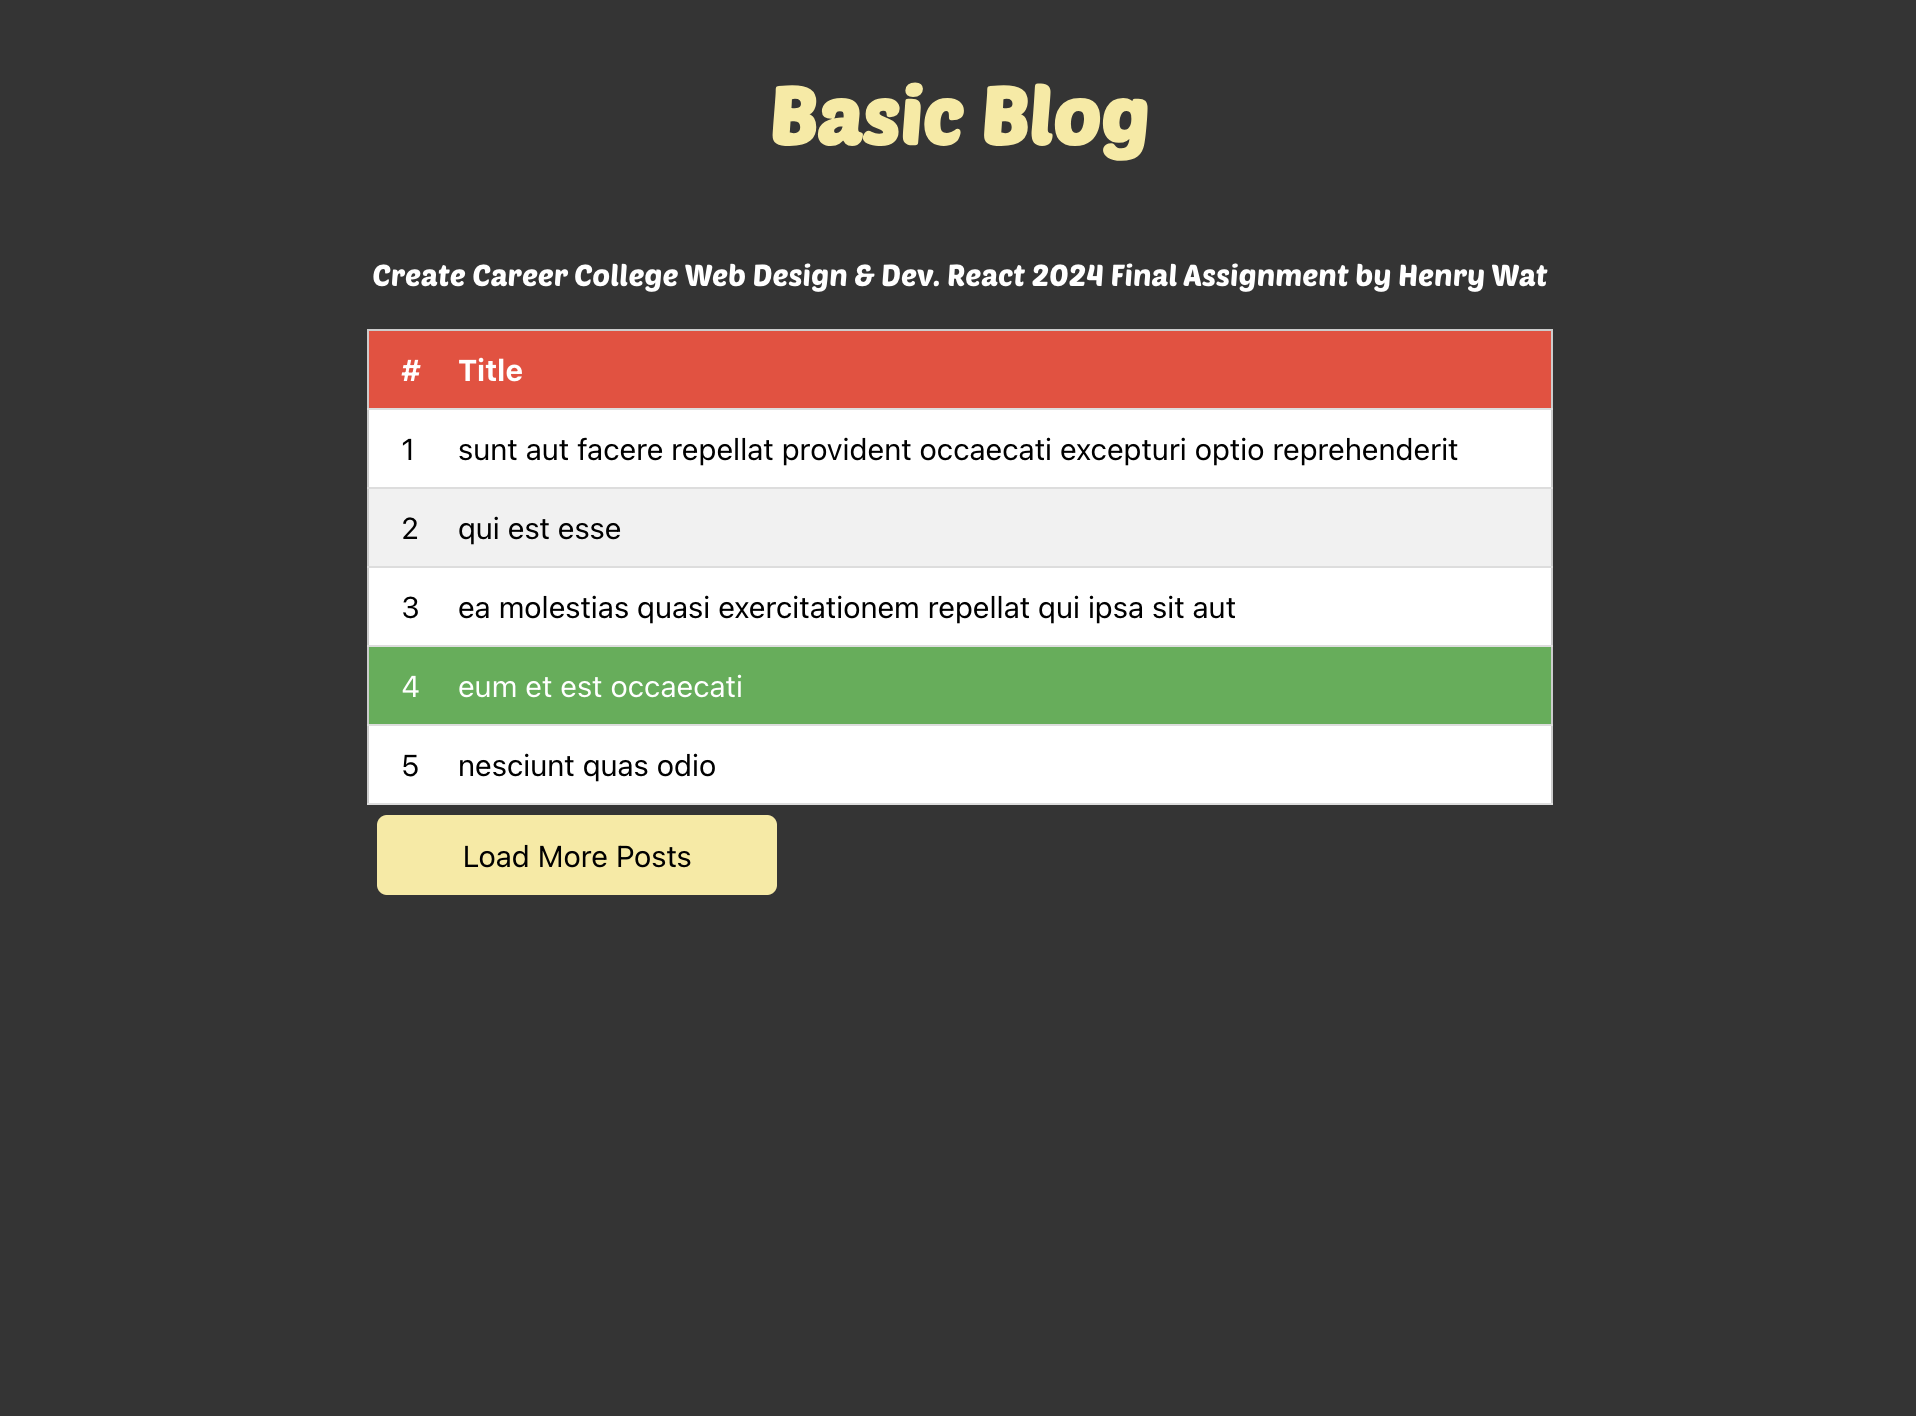 Basic Blog
Create Career College Web Design & Dev. React 2024 Final Assignment by Henry Wat
# Title
1 sunt aut facere repellat provident occaecati excepturi optio reprehenderit
2 qui est esse
3 ea molestias quasi exercitationem repellat qui ipsa sit aut
4 eum et est occaecati
5 nesciunt quas odio
Load More Posts